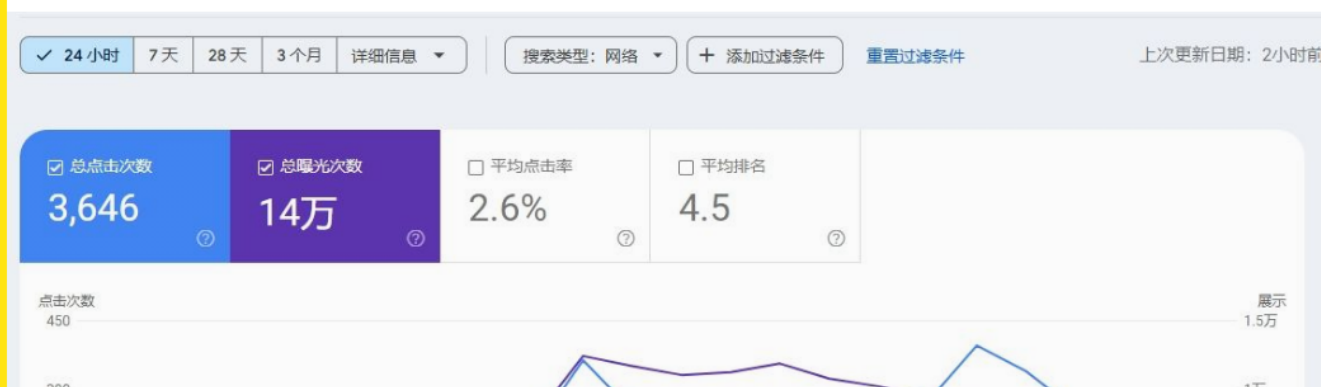 24 小时 7 天 28 天 3 个月 详细信息 搜索类型：网络 + 添加过滤条件 重置过滤条件 上次更新日期：2小时前
总点击次数 总曝光次数 平均点击率 平均排名
3,646 14万 2.6% 4.5
点击次数 展示
450 1.5万